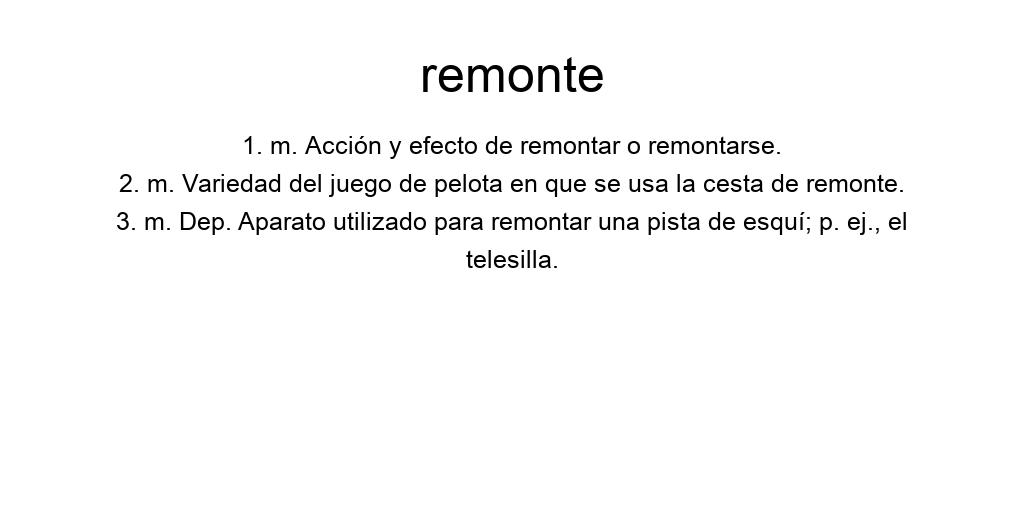 remonte
1. m. Acción y efecto de remontar o remontarse.
2. m. Variedad del juego de pelota en que se usa la cesta de remonte.
3. m. Dep. Aparato utilizado para remontar una pista de esquí; p. ej., el
telesilla.